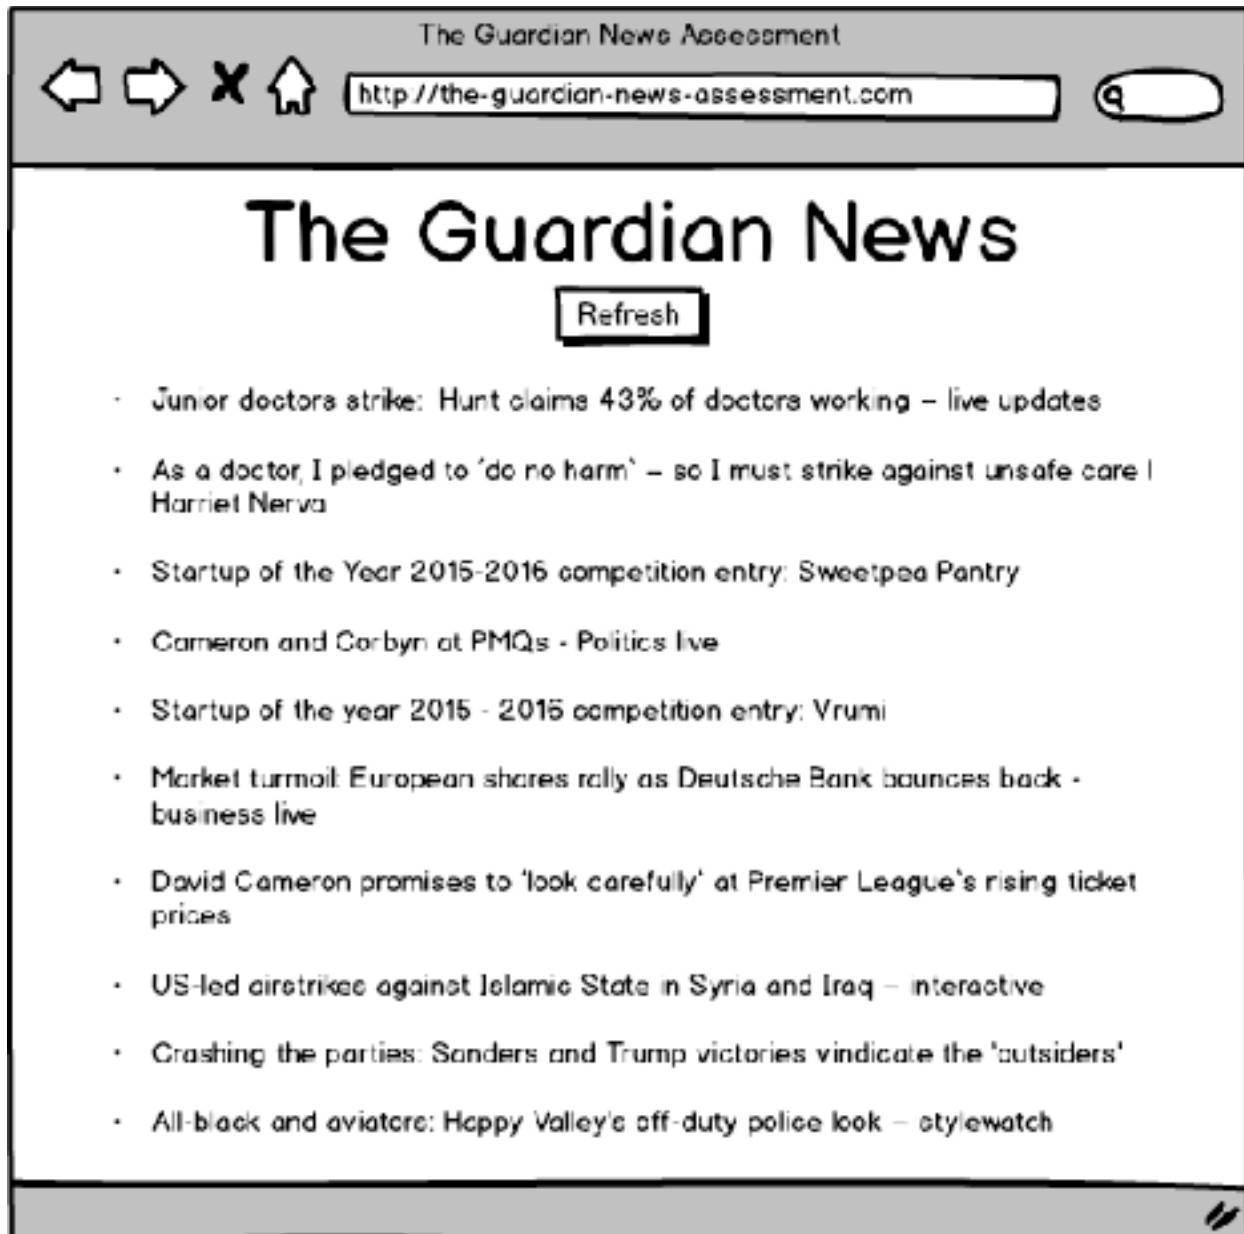 The Guardian News Assessment
http://the-guardian-news-assessment.com
The Guardian News
Refresh
· Junior doctors strike: Hunt claims 43% of doctors working – live updates
· As a doctor, I pledged to ‘do no harm‘ – so I must strike against unsafe care |
Harriet Nerva
· Startup of the Year 2015-2016 competition entry: Sweetpea Pantry
· Cameron and Corbyn at PMQs - Politics live
· Startup of the year 2015 - 2016 competition entry: Vrumi
· Market turmoil: European shares rally as Deutsche Bank bounces back -
business live
· David Cameron promises to ‘look carefully‘ at Premier League‘s rising ticket
prices
· US-led airstrikes against Islamic State in Syria and Iraq – interactive
· Crashing the parties: Sanders and Trump victories vindicate the 'outsiders'
· All-black and aviators: Happy Valley's off-duty police look – stylewatch